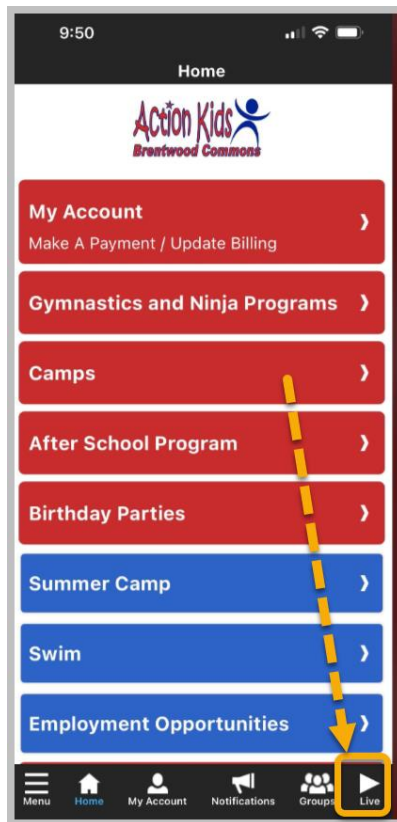 9:50
Home
Action Kids
Brentwood Commons
My Account
Make A Payment / Update Billing
Gymnastics and Ninja Programs
Camps
After School Program
Birthday Parties
Summer Camp
Swim
Employment Opportunities
Menu Home My Account Notifications Groups Live